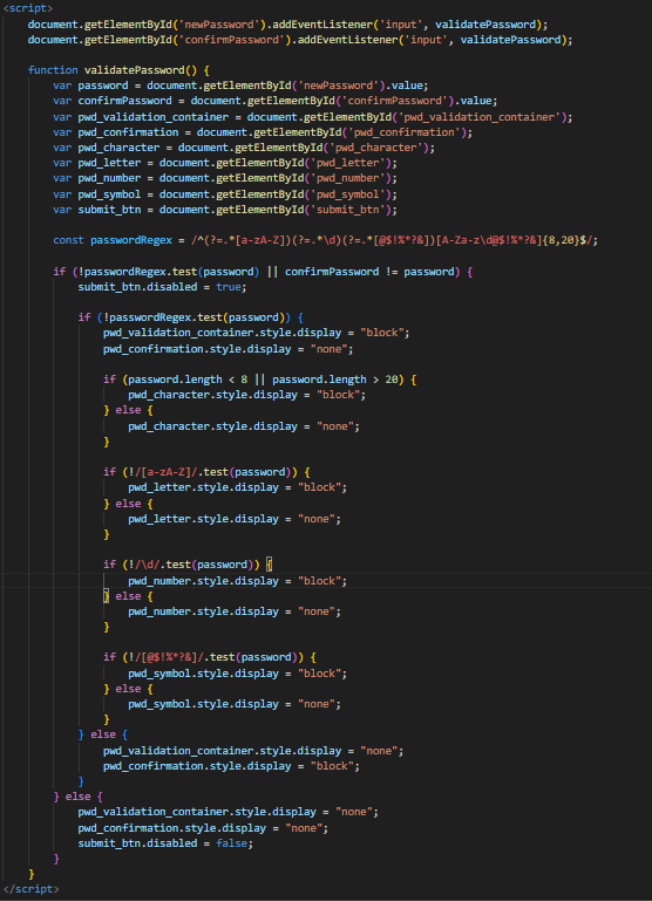 <script>
document.getElementById('newPassword').addEventListener('input', validatePassword);
document.getElementById('confirmPassword').addEventListener('input', validatePassword);
function validatePassword() {
var password = document.getElementById('newPassword').value;
var confirmPassword = document.getElementById('confirmPassword').value;
var pwd_validation_container = document.getElementById('pwd_validation_container');
var pwd_confirmation = document.getElementById('pwd_confirmation');
var pwd_character = document.getElementById('pwd_character');
var pwd_letter = document.getElementById('pwd_letter');
var pwd_number = document.getElementById('pwd_number');
var pwd_symbol = document.getElementById('pwd_symbol');
var submit_btn = document.getElementById('submit_btn');
const passwordRegex = /^(?=.*[a-zA-Z])(?=.*\d)(?=.*[@$!%*?&])[A-Za-z\d@$!%*?&]{8,20}$/;
if (!passwordRegex.test(password) || confirmPassword != password) {
submit_btn.disabled = true;
if (!passwordRegex.test(password)) {
pwd_validation_container.style.display = "block";
pwd_confirmation.style.display = "none";
if (password.length < 8 || password.length > 20) {
pwd_character.style.display = "block";
} else {
pwd_character.style.display = "none";
}
if (!/[a-zA-Z]/.test(password)) {
pwd_letter.style.display = "block";
} else {
pwd_letter.style.display = "none";
}
if (!/\d/.test(password)) {
pwd_number.style.display = "block";
} else {
pwd_number.style.display = "none";
}
if (!/[@$!%*?&]/.test(password)) {
pwd_symbol.style.display = "block";
} else {
pwd_symbol.style.display = "none";
}
} else {
pwd_validation_container.style.display = "none";
pwd_confirmation.style.display = "block";
}
} else {
pwd_validation_container.style.display = "none";
pwd_confirmation.style.display = "none";
submit_btn.disabled = false;
}
}
</script>